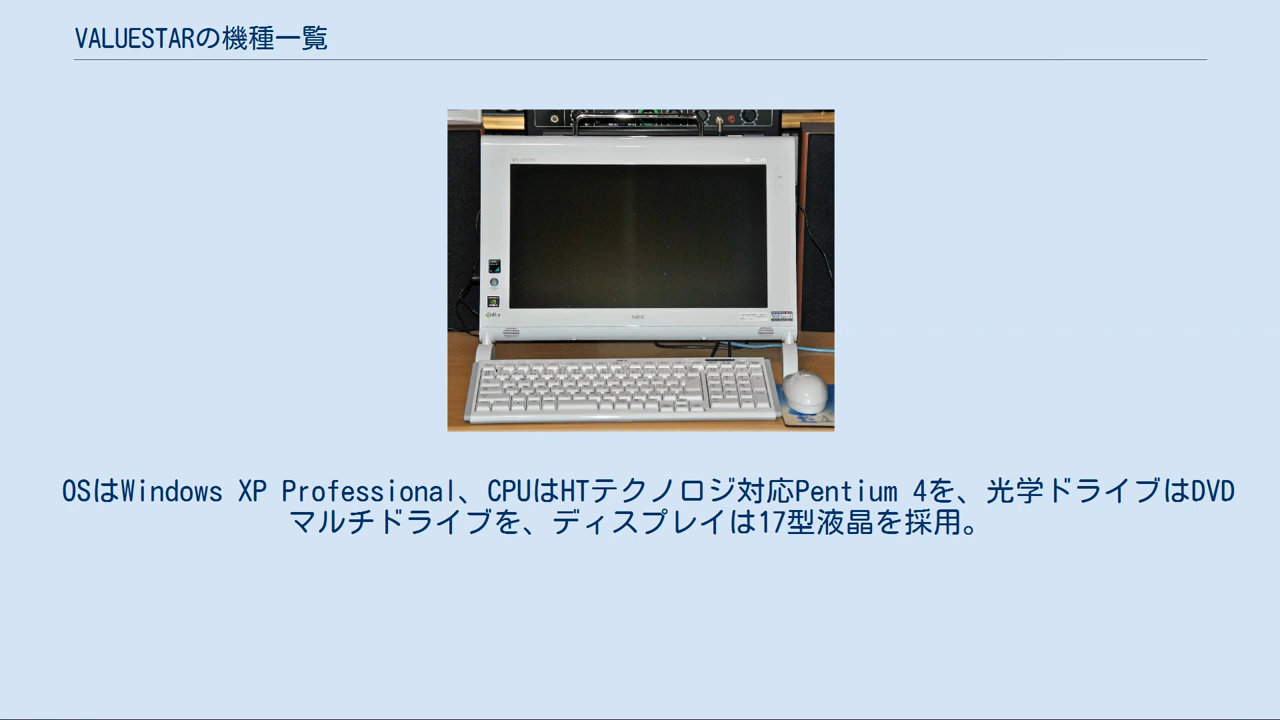 VALUESTARの機種一覧
NEC
OSはWindows XP Professional、CPUはHTテクノロジ対応Pentium 4を、光学ドライブはDVD
マルチドライブを、ディスプレイは17型液晶を採用。